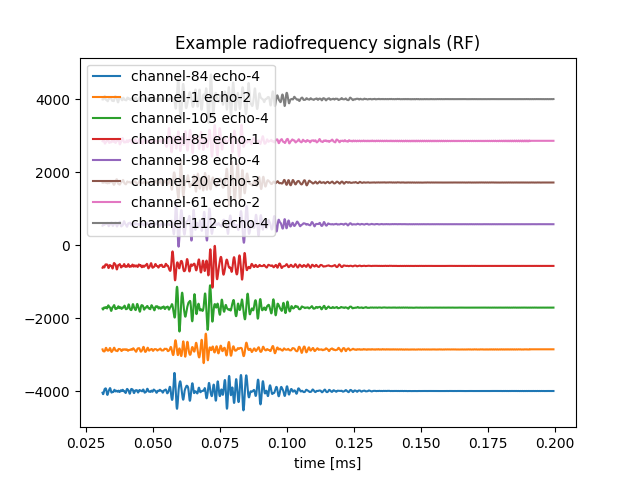 Example radiofrequency signals (RF)
channel-84 echo-4
channel-1 echo-2
channel-105 echo-4
channel-85 echo-1
channel-98 echo-4
channel-20 echo-3
channel-61 echo-2
channel-112 echo-4
4000
2000
0
−2000
−4000
0.025 0.050 0.075 0.100 0.125 0.150 0.175 0.200
time [ms]